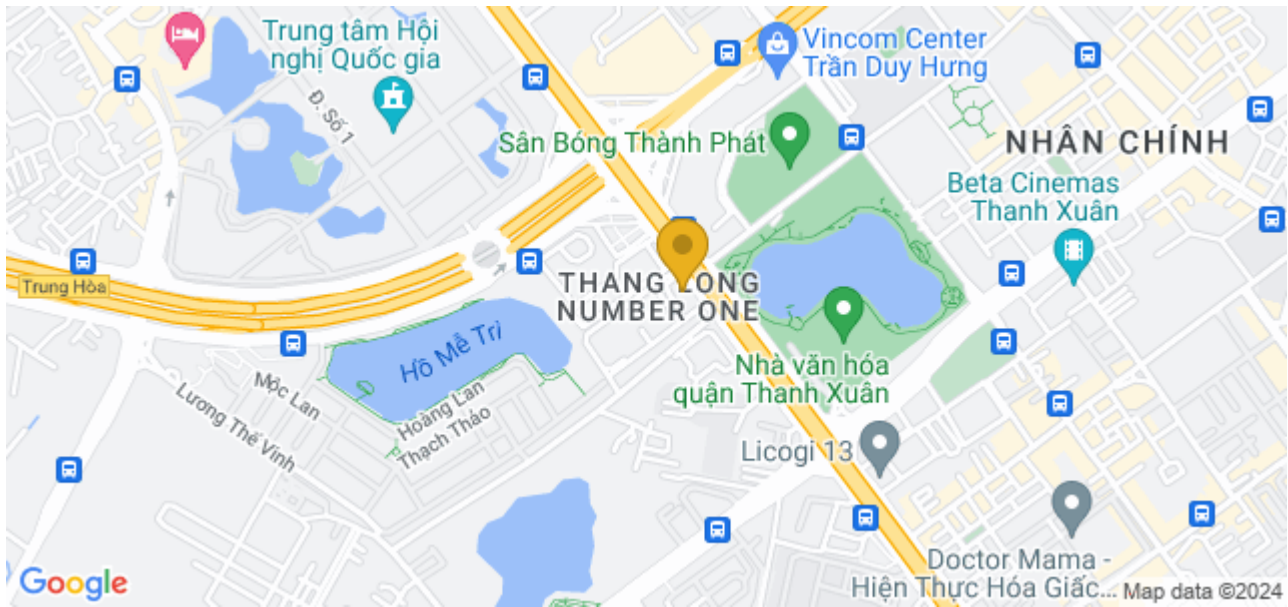 Trung tâm Hội
nghị Quốc gia
Vincom Center
Trần Duy Hưng
Đ. Số 1
Sân Bóng Thành Phát
NHÂN CHÍNH
Beta Cinemas
Thanh Xuân
Trung Hòa
THANG LONG
NUMBER ONE
Hồ Mễ Trì
Nhà văn hóa
quận Thanh Xuân
Mộc Lan
Hoàng Lan
Thạch Thảo
Lương Thế Vinh
Licogi 13
Doctor Mama -
Hiện Thực Hóa Giấc...
Google
Map data ©2024